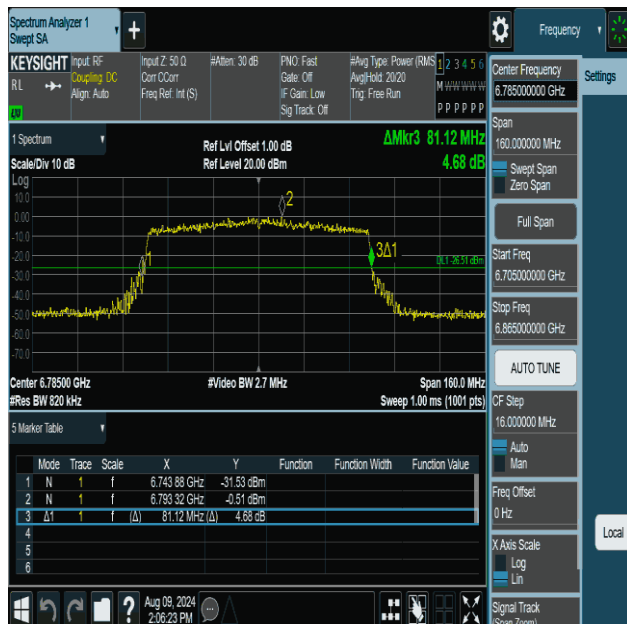 Spectrum Analyzer 1
Swept SA
+
Frequency
KEYSIGHT
RL
Input: RF
Coupling: DC
Align: Auto
Input Z: 50 Ω
Corr CCorr
Freq Ref: Int (S)
#Atten: 30 dB
PNO: Fast
Gate: Off
IF Gain: Low
Sig Track: Off
#Avg Type: Power (RMS
Avg|Hold: 20/20
Trig: Free Run
1 2 3 4 5 6
M W W W W W
P P P P P P
1 Spectrum
Scale/Div 10 dB
Ref Lvl Offset 1.00 dB
Ref Level 20.00 dBm
ΔMkr3 81.12 MHz
4.68 dB
Log
10.0
0.00
-10.0
-20.0
-30.0
-40.0
-50.0
-60.0
-70.0
2
1
3Δ1
DL1 -26.51 dBm
Center 6.78500 GHz
#Video BW 2.7 MHz
Span 160.0 MHz
#Res BW 820 kHz
Sweep 1.00 ms (1001 pts)
5 Marker Table
Mode Trace Scale X Y Function Function Width Function Value
1 N 1 f 6.743 88 GHz -31.53 dBm
2 N 1 f 6.793 32 GHz -0.51 dBm
3 Δ1 1 f (Δ) 81.12 MHz (Δ) 4.68 dB
4
5
6
?
Aug 09, 2024
2:06:23 PM
Center Frequency
6.785000000 GHz
Settings
Span
160.000000 MHz
Swept Span
Zero Span
Full Span
Start Freq
6.705000000 GHz
Stop Freq
6.865000000 GHz
AUTO TUNE
CF Step
16.000000 MHz
Auto
Man
Freq Offset
0 Hz
Local
X Axis Scale
Log
Lin
Signal Track
(Span Zoom)